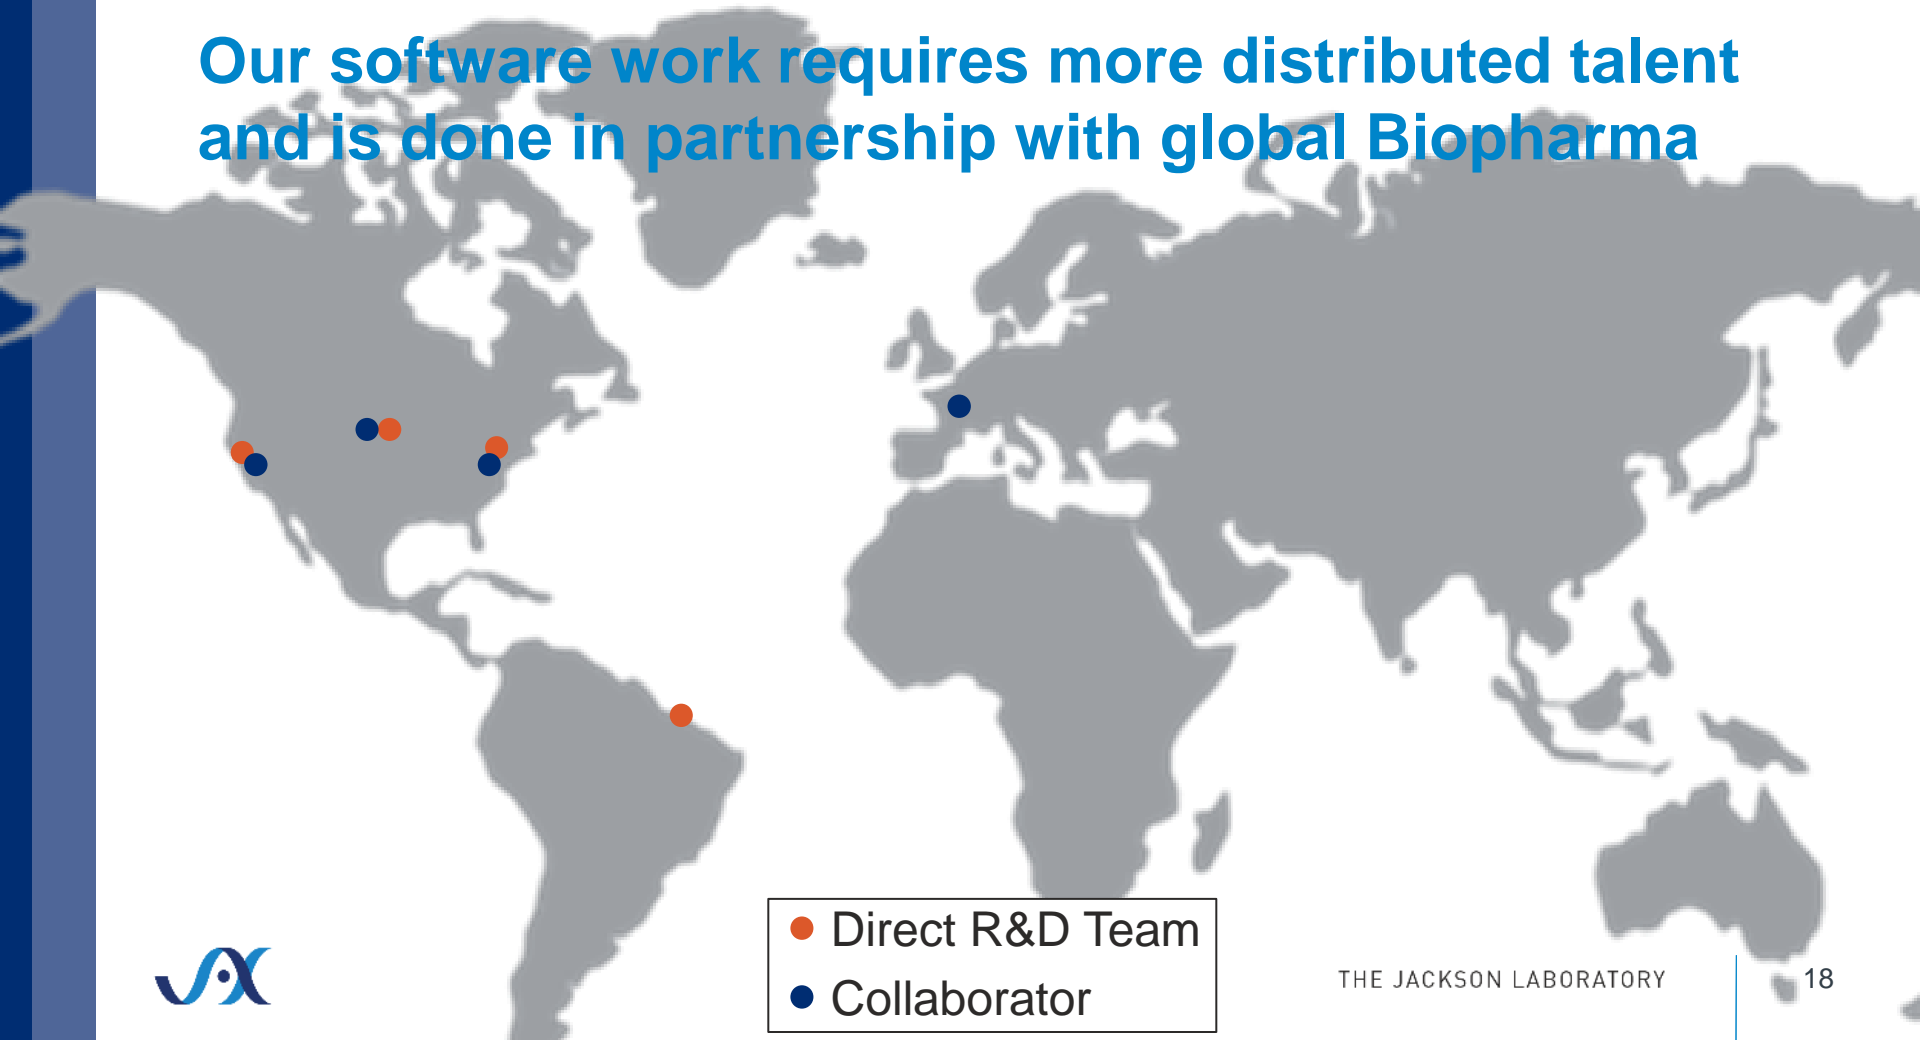 Our software work requires more distributed talent
and is done in partnership with global Biopharma
Direct R&D Team
Collaborator
THE JACKSON LABORATORY
18